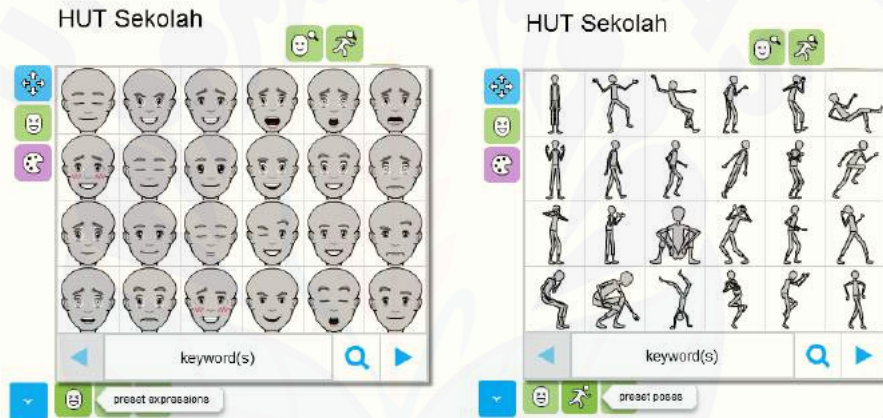 HUT Sekolah
keyword(s)
preset expressions
HUT Sekolah
keyword(s)
preset poses